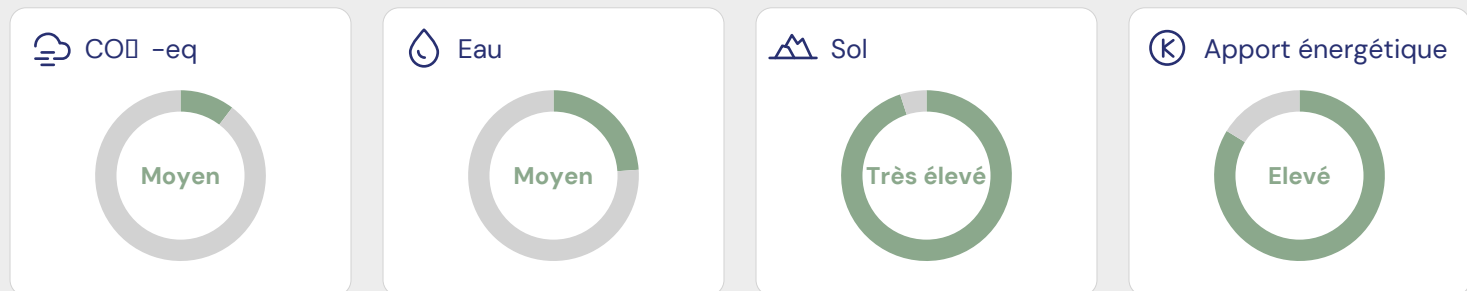 CO▯ -eq
Eau
Sol
Apport énergétique
Moyen
Moyen
Très élevé
Elevé